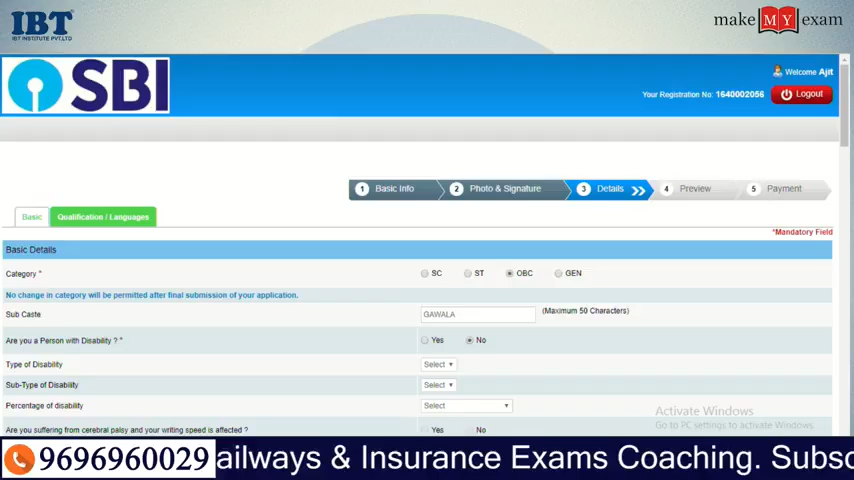 IBT
IBT INSTITUTE PVT.LTD
make MY exam
SBI
Welcome Ajit
Your Registration No: 1640002056
Logout
1 Basic Info
2 Photo & Signature
3 Details
4 Preview
5 Payment
Basic
Qualification / Languages
*Mandatory Field
Basic Details
Category * SC ST OBC GEN
No change in category will be permitted after final submission of your application.
Sub Caste GAWALA (Maximum 50 Characters)
Are you a Person with Disability ? * Yes No
Type of Disability Select
Sub-Type of Disability Select
Percentage of disability Select
Activate Windows
Go to PC settings to activate Windows.
Are you suffering from cerebral palsy and your writing speed is affected ? Yes No
9696960029 ailways & Insurance Exams Coaching. Subsc